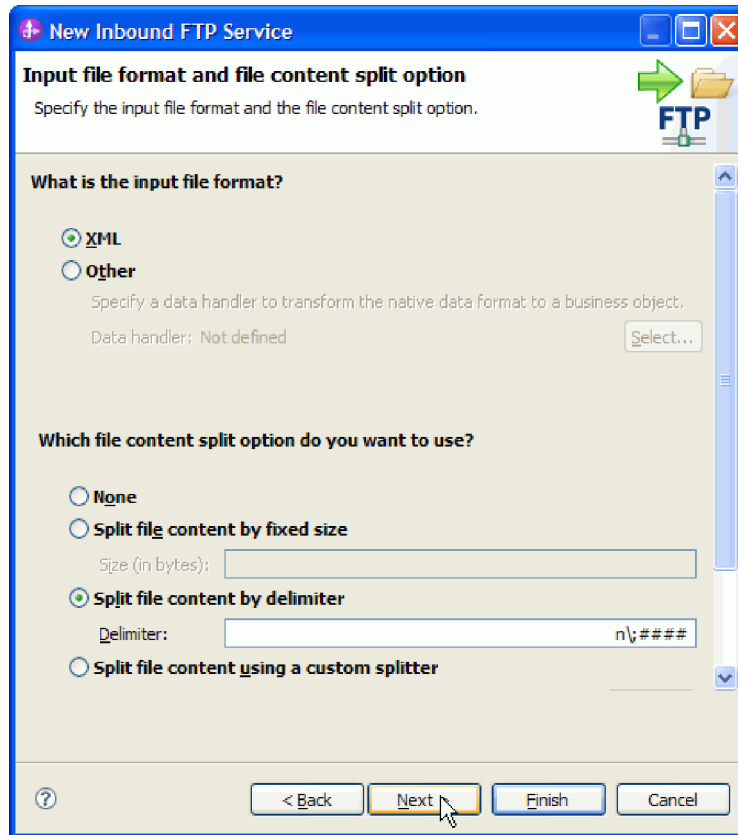 New Inbound FTP Service
Input file format and file content split option
Specify the input file format and the file content split option.
FTP
What is the input file format?
XML
Other
Specify a data handler to transform the native data format to a business object.
Data handler: Not defined
Select...
Which file content split option do you want to use?
None
Split file content by fixed size
Size (in bytes):
Split file content by delimiter
Delimiter: n\;####
Split file content using a custom splitter
? < Back Next > Finish Cancel